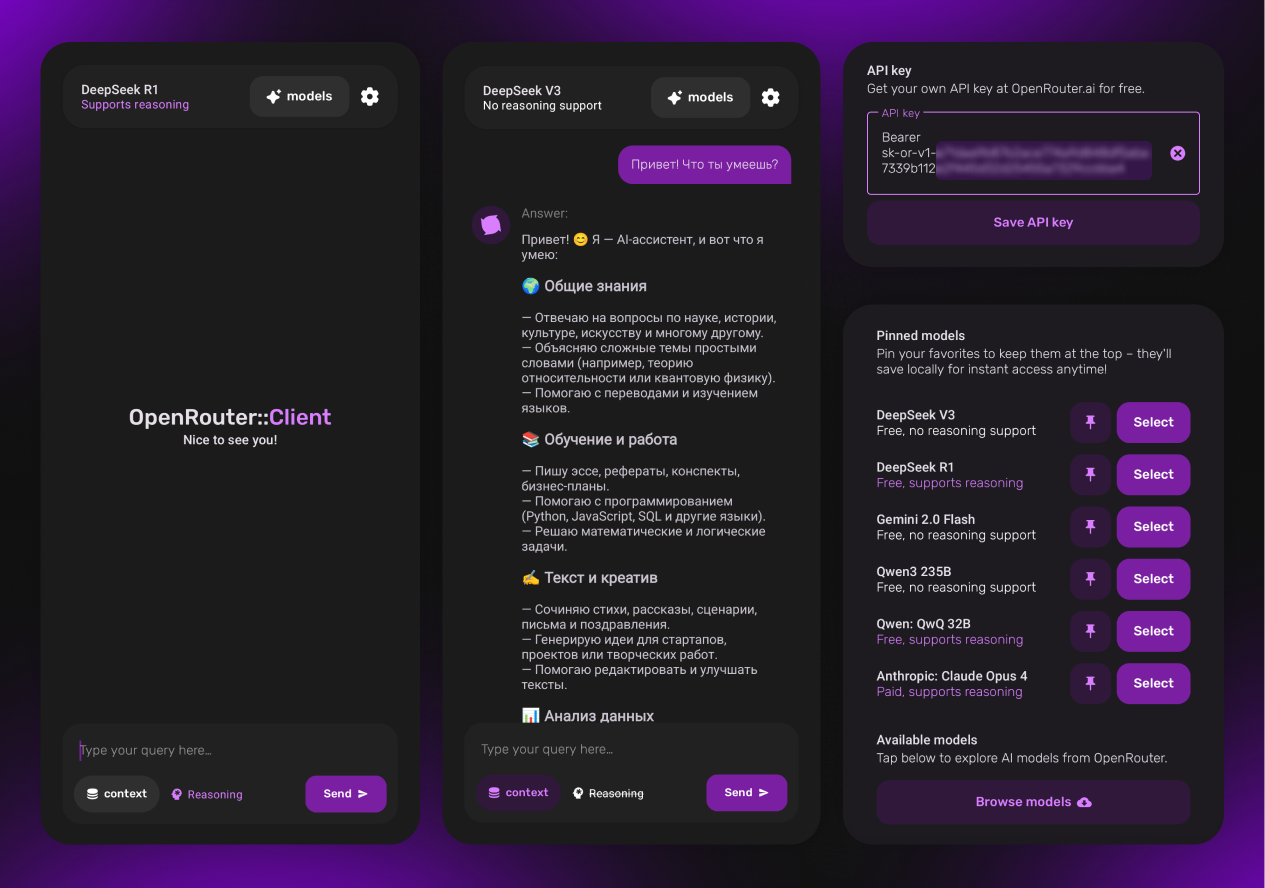 DeepSeek R1
Supports reasoning
models
OpenRouter::Client
Nice to see you!
Type your query here...
context
Reasoning
Send
DeepSeek V3
No reasoning support
models
Привет! Что ты умеешь?
Answer:
Привет! 😊 Я — AI-ассистент, и вот что я
умею:
🌍 Общие знания
— Отвечаю на вопросы по науке, истории,
культуре, искусству и многому другому.
— Объясняю сложные темы простыми
словами (например, теорию
относительности или квантовую физику).
— Помогаю с переводами и изучением
языков.
📚 Обучение и работа
— Пишу эссе, рефераты, конспекты,
бизнес-планы.
— Помогаю с программированием
(Python, JavaScript, SQL и другие языки).
— Решаю математические и логические
задачи.
✍️ Текст и креатив
— Сочиняю стихи, рассказы, сценарии,
письма и поздравления.
— Генерирую идеи для стартапов,
проектов или творческих работ.
— Помогаю редактировать и улучшать
тексты.
📊 Анализ данных
Type your query here...
context
Reasoning
Send
API key
Get your own API key at OpenRouter.ai for free.
API key
Bearer
sk-or-v1-
7339b112
Save API key
Pinned models
Pin your favorites to keep them at the top – they'll
save locally for instant access anytime!
DeepSeek V3
Free, no reasoning support
Select
DeepSeek R1
Free, supports reasoning
Select
Gemini 2.0 Flash
Free, no reasoning support
Select
Qwen3 235B
Free, no reasoning support
Select
Qwen: QwQ 32B
Free, supports reasoning
Select
Anthropic: Claude Opus 4
Paid, supports reasoning
Select
Available models
Tap below to explore AI models from OpenRouter.
Browse models